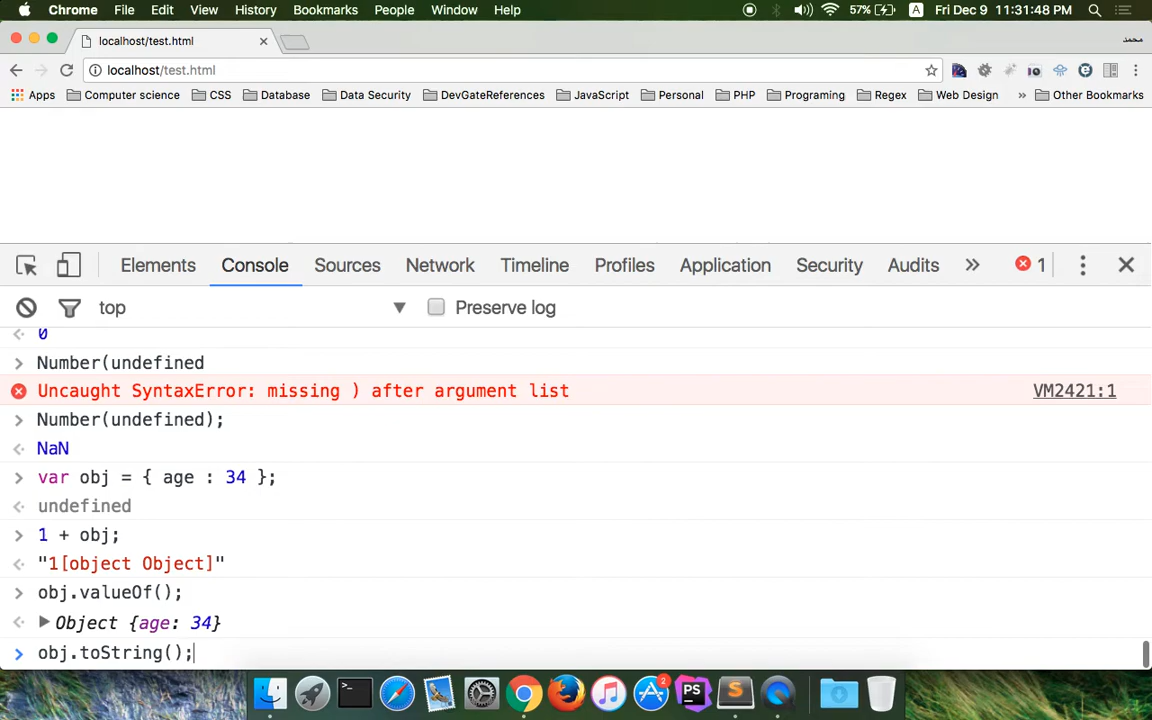 Chrome File Edit View History Bookmarks People Window Help 57% A Fri Dec 9 11:31:48 PM
localhost/test.html محمد
localhost/test.html
Apps Computer science CSS Database Data Security DevGateReferences JavaScript Personal PHP Programing Regex Web Design » Other Bookmarks
Elements Console Sources Network Timeline Profiles Application Security Audits » 1
top Preserve log
0
Number(undefined
Uncaught SyntaxError: missing ) after argument list VM2421:1
Number(undefined);
NaN
var obj = { age : 34 };
undefined
1 + obj;
"1[object Object]"
obj.valueOf();
Object {age: 34}
obj.toString();
2
PS S